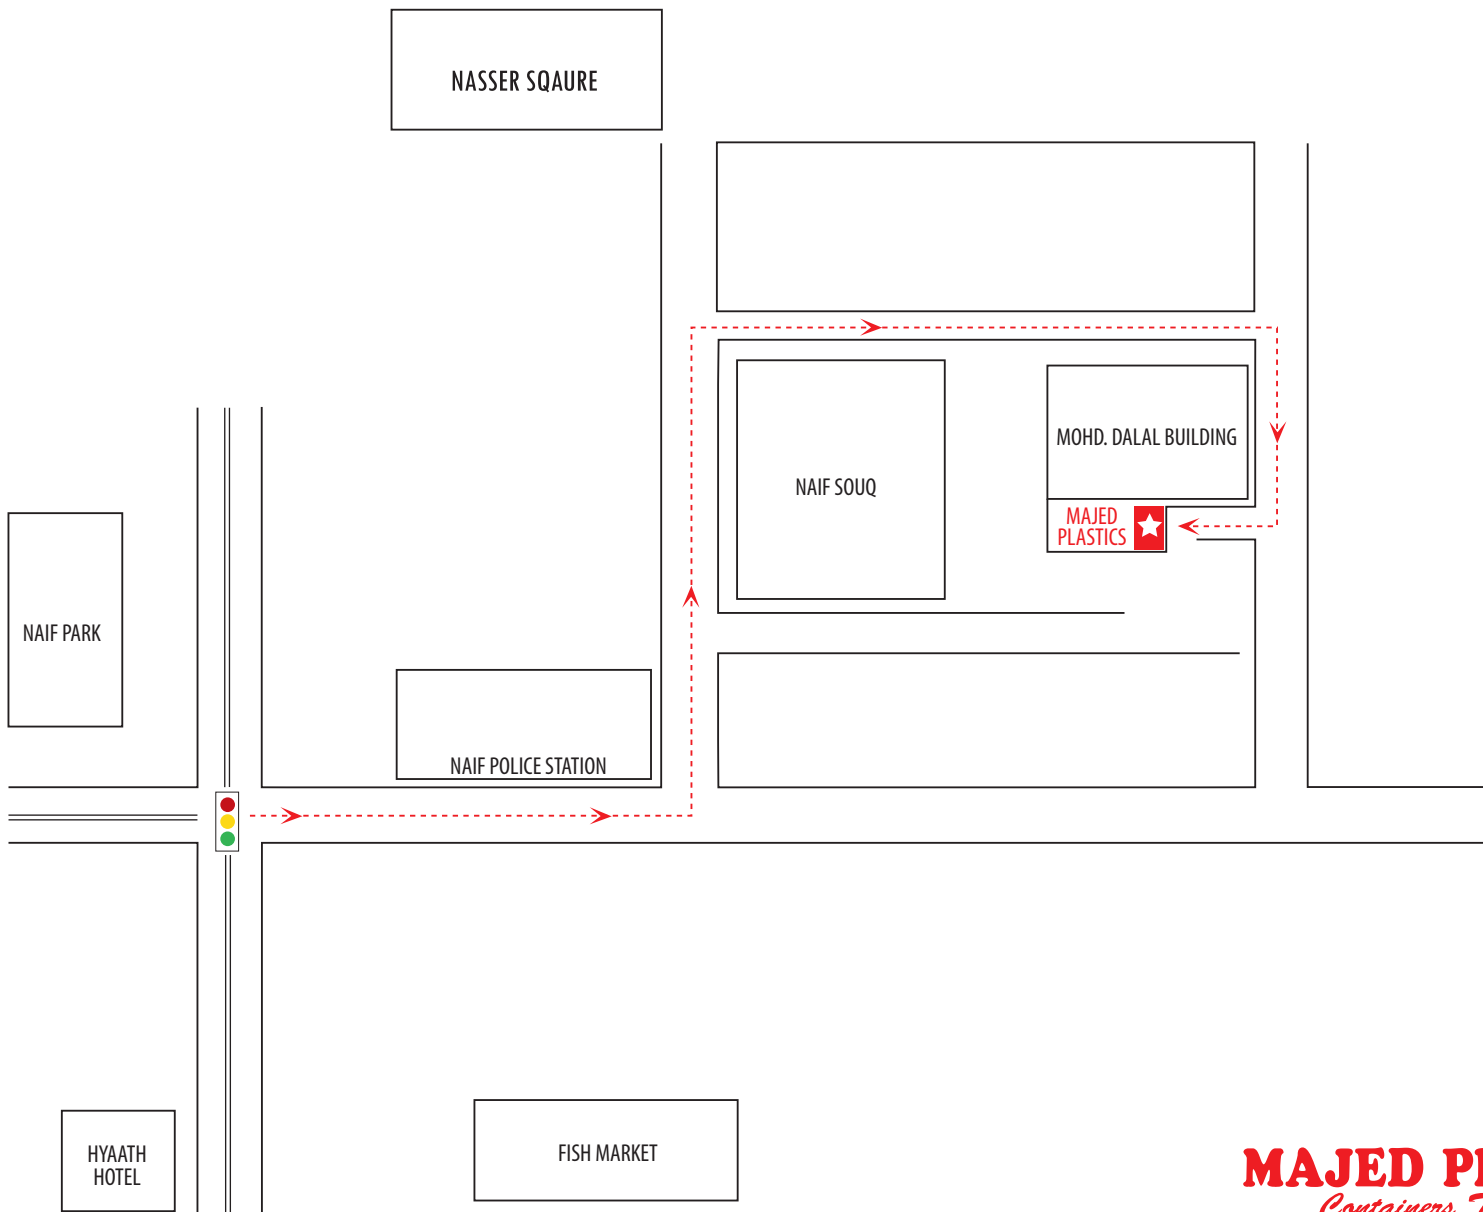 NASSER SQAURE
MOHD. DALAL BUILDING
NAIF SOUQ
MAJED
PLASTICS
NAIF PARK
NAIF POLICE STATION
HYAATH
HOTEL
FISH MARKET
MAJED
Containers,